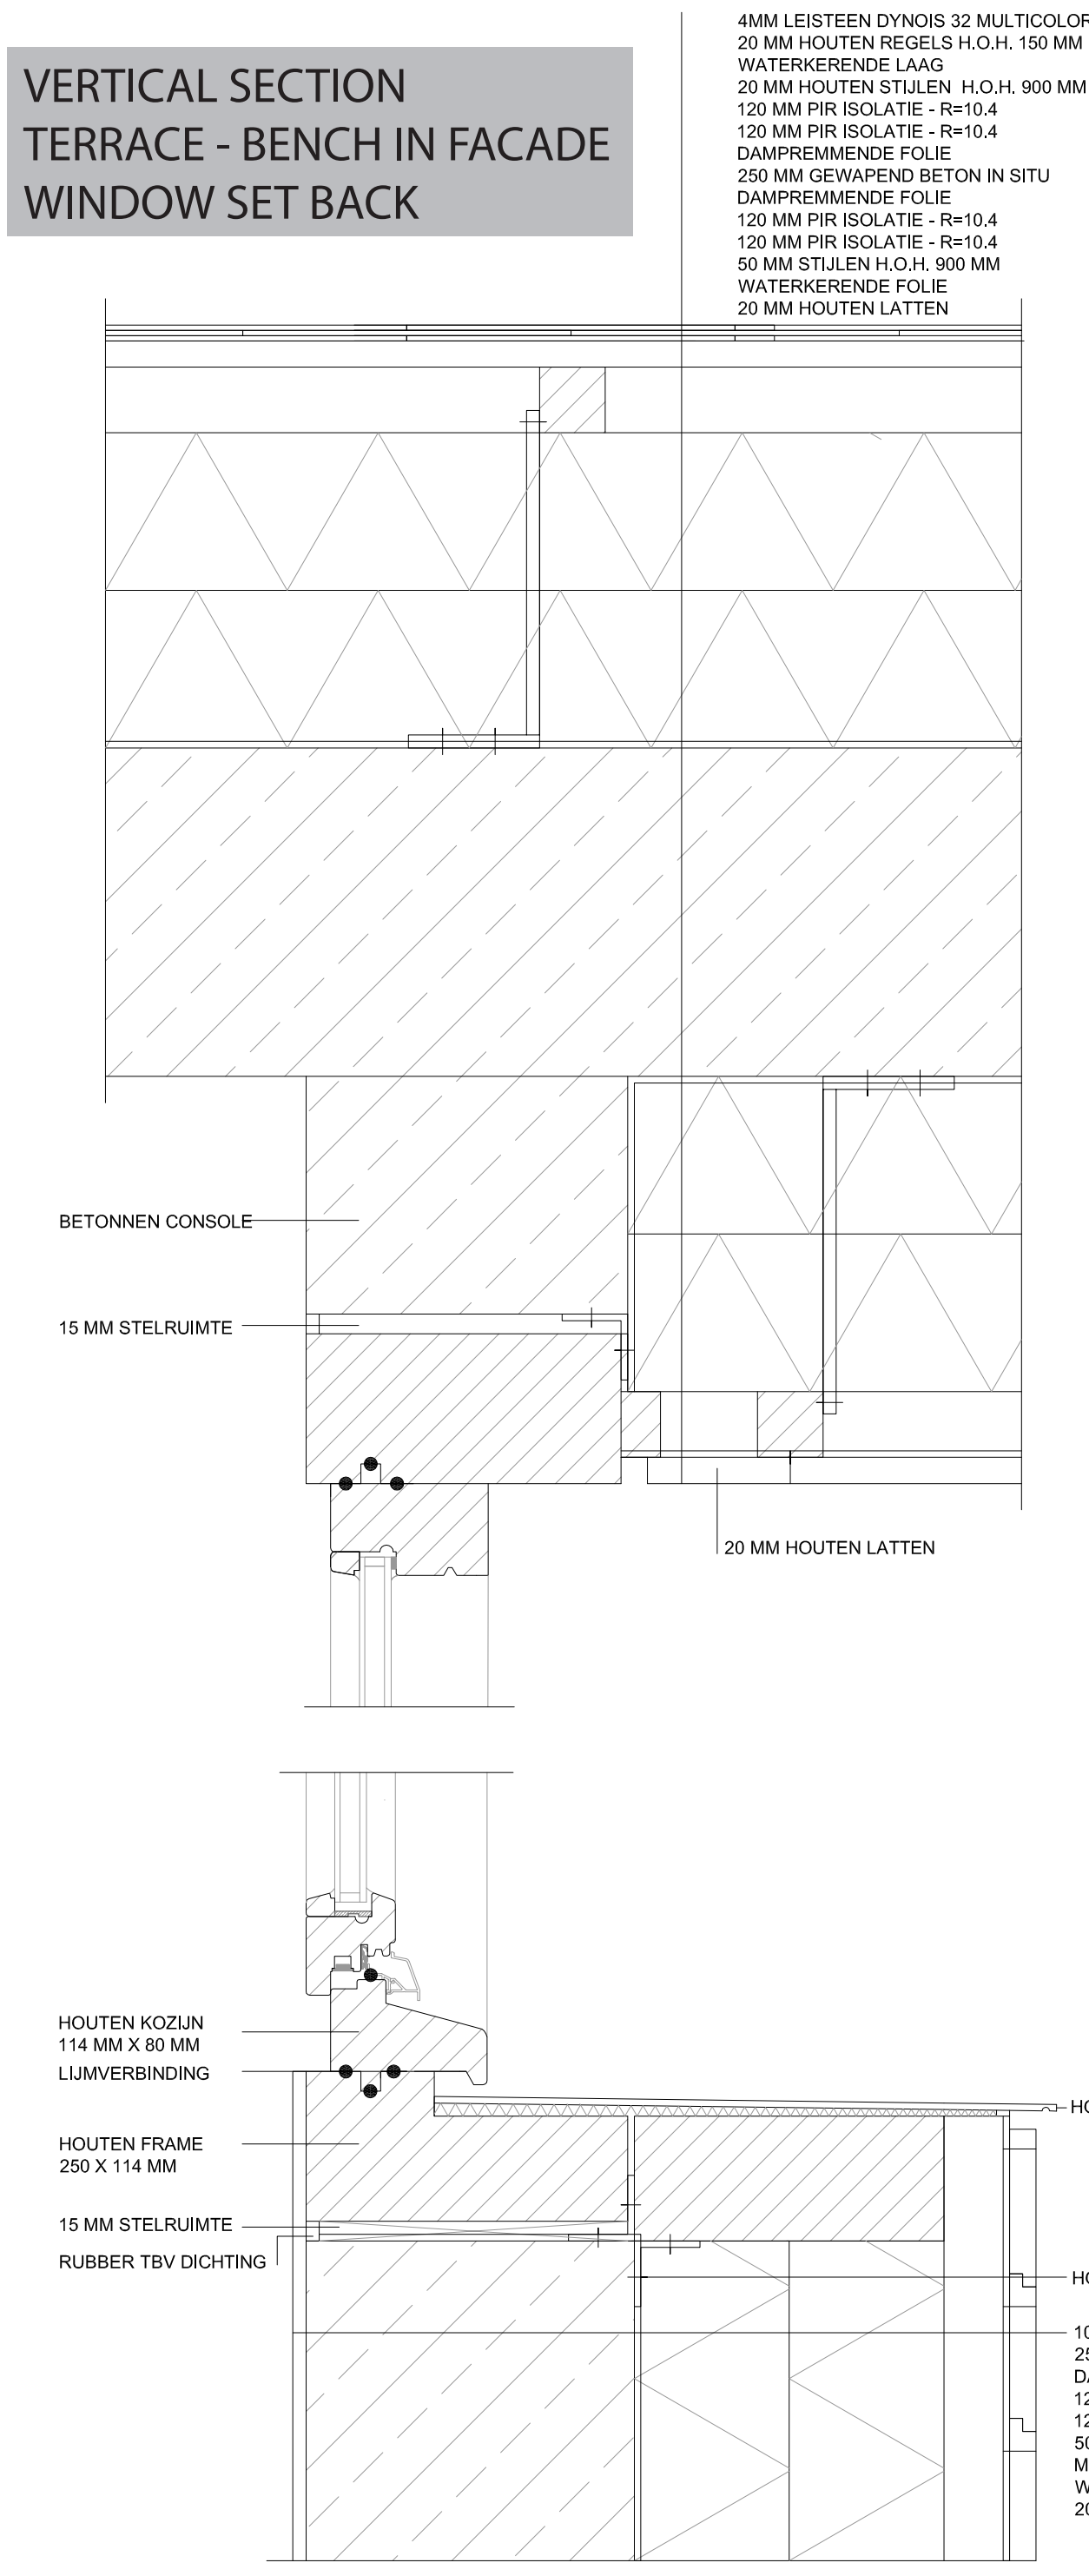 VERTICAL SECTION
TERRACE - BENCH IN FACADE
WINDOW SET BACK
4MM LEISTEEN DYNOIS 32 MULTICOLOR
20 MM HOUTEN REGELS H.O.H. 150 MM
WATERKERENDE LAAG
20 MM HOUTEN STIJLEN H.O.H. 900 MM
120 MM PIR ISOLATIE - R=10.4
120 MM PIR ISOLATIE - R=10.4
DAMPREMMENDE FOLIE
250 MM GEWAPEND BETON IN SITU
DAMPREMMENDE FOLIE
120 MM PIR ISOLATIE - R=10.4
120 MM PIR ISOLATIE - R=10.4
50 MM STIJLEN H.O.H. 900 MM
WATERKERENDE FOLIE
20 MM HOUTEN LATTEN
BETONNEN CONSOLE
15 MM STELRUIMTE
20 MM HOUTEN LATTEN
HOUTEN KOZIJN
114 MM X 80 MM
LIJMVERBINDING
HOUTEN FRAME
250 X 114 MM
15 MM STELRUIMTE
RUBBER TBV DICHTING